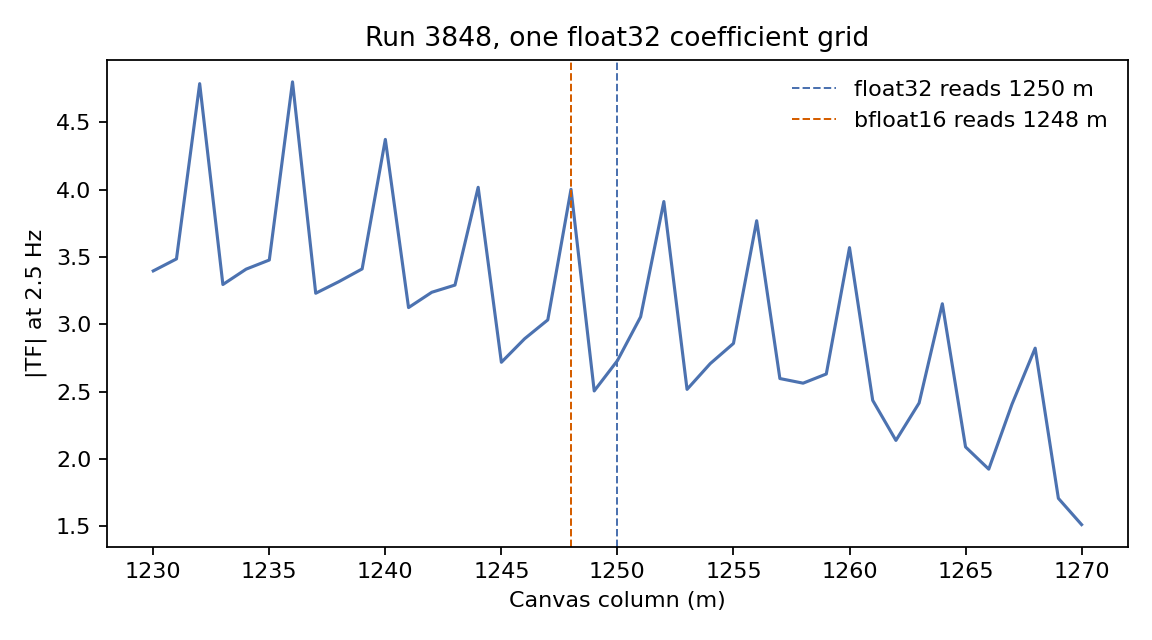 Run 3848, one float32 coefficient grid
float32 reads 1250 m
bfloat16 reads 1248 m
|TF| at 2.5 Hz
4.5
4.0
3.5
3.0
2.5
2.0
1.5
1230 1235 1240 1245 1250 1255 1260 1265 1270
Canvas column (m)